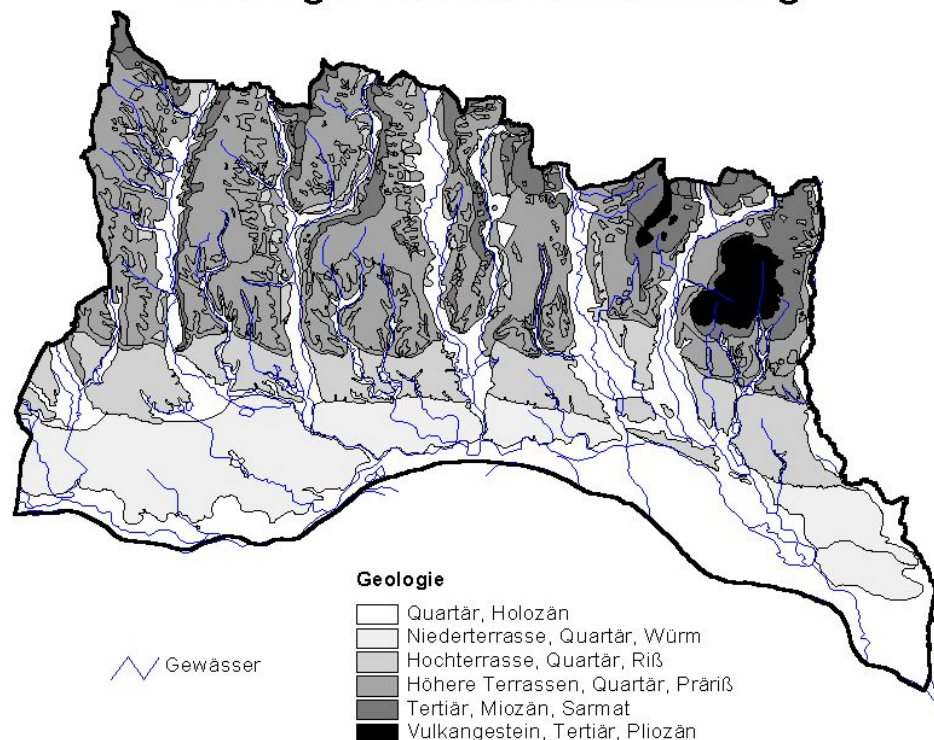 Geologie
Quartär, Holozän
Niederterrasse, Quartär, Würm
Hochterrasse, Quartär, Riß
Höhere Terrassen, Quartär, Präriß
Tertiär, Miozän, Sarmat
Vulkangestein, Tertiär, Pliozän
Gewässer